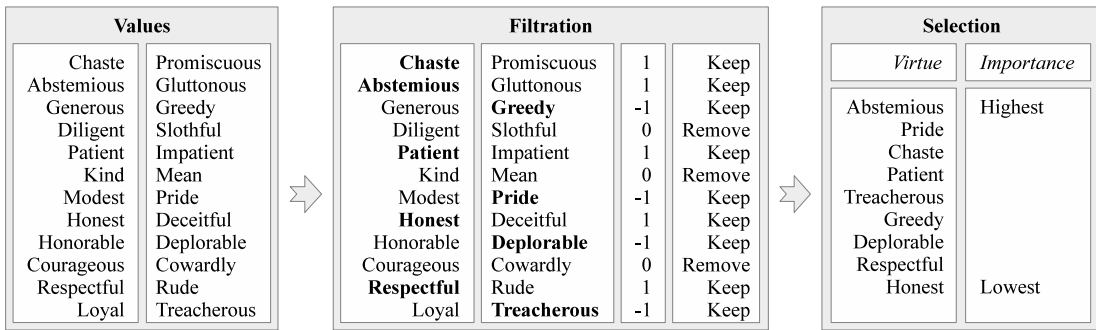 Values Filtration Selection
Chaste Promiscuous Chaste Promiscuous 1 Keep Virtue Importance
Abstemious Gluttonous Abstemious Gluttonous 1 Keep
Generous Greedy Generous Greedy -1 Keep Abstemious Highest
Diligent Slothful Diligent Slothful 0 Remove Pride
Patient Impatient Patient Impatient 1 Keep Chaste
Kind Mean Kind Mean 0 Remove Patient
Modest Pride Modest Pride -1 Keep Treacherous
Honest Deceitful Honest Deceitful 1 Keep Greedy
Honorable Deplorable Honorable Deplorable -1 Keep Deplorable
Courageous Cowardly Courageous Cowardly 0 Remove Respectful
Respectful Rude Respectful Rude 1 Keep Honest Lowest
Loyal Treacherous Loyal Treacherous -1 Keep